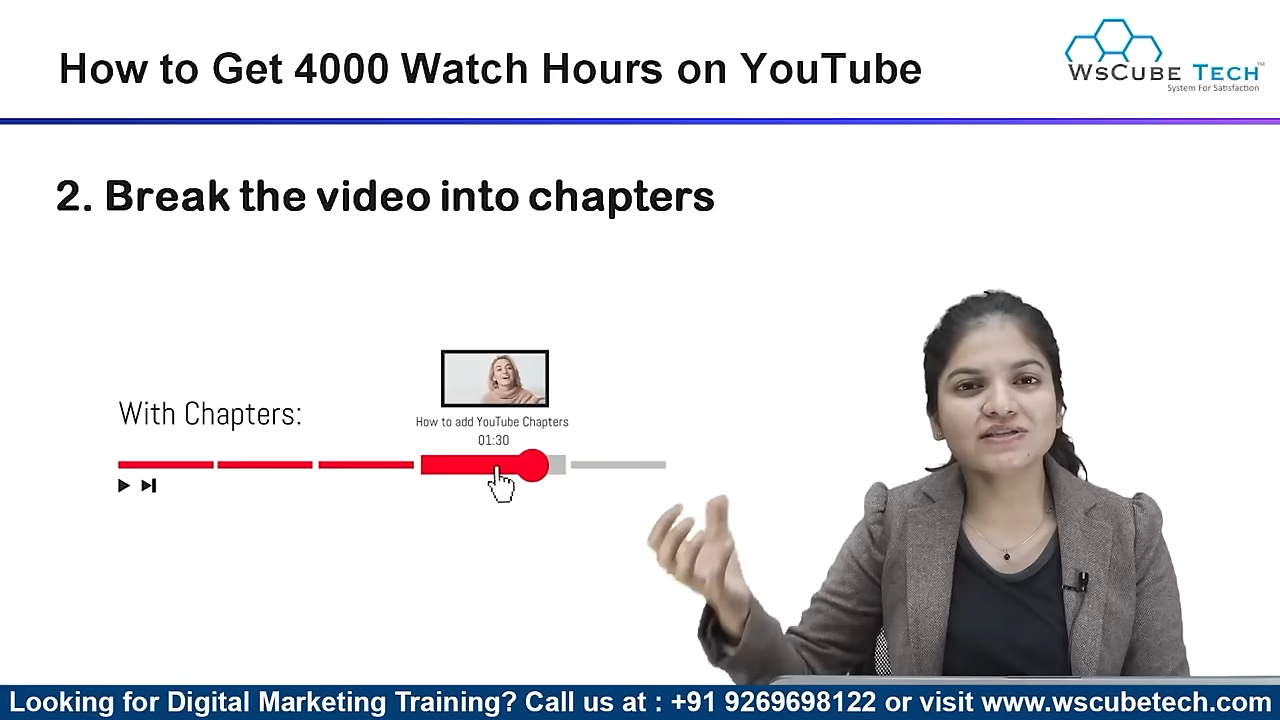 How to Get 4000 Watch Hours on YouTube
WSCUBE TECH™
System For Satisfaction
2. Break the video into chapters
With Chapters:
How to add YouTube Chapters
01:30
Looking for Digital Marketing Training? Call us at : +91 9269698122 or visit www.wscubetech.com